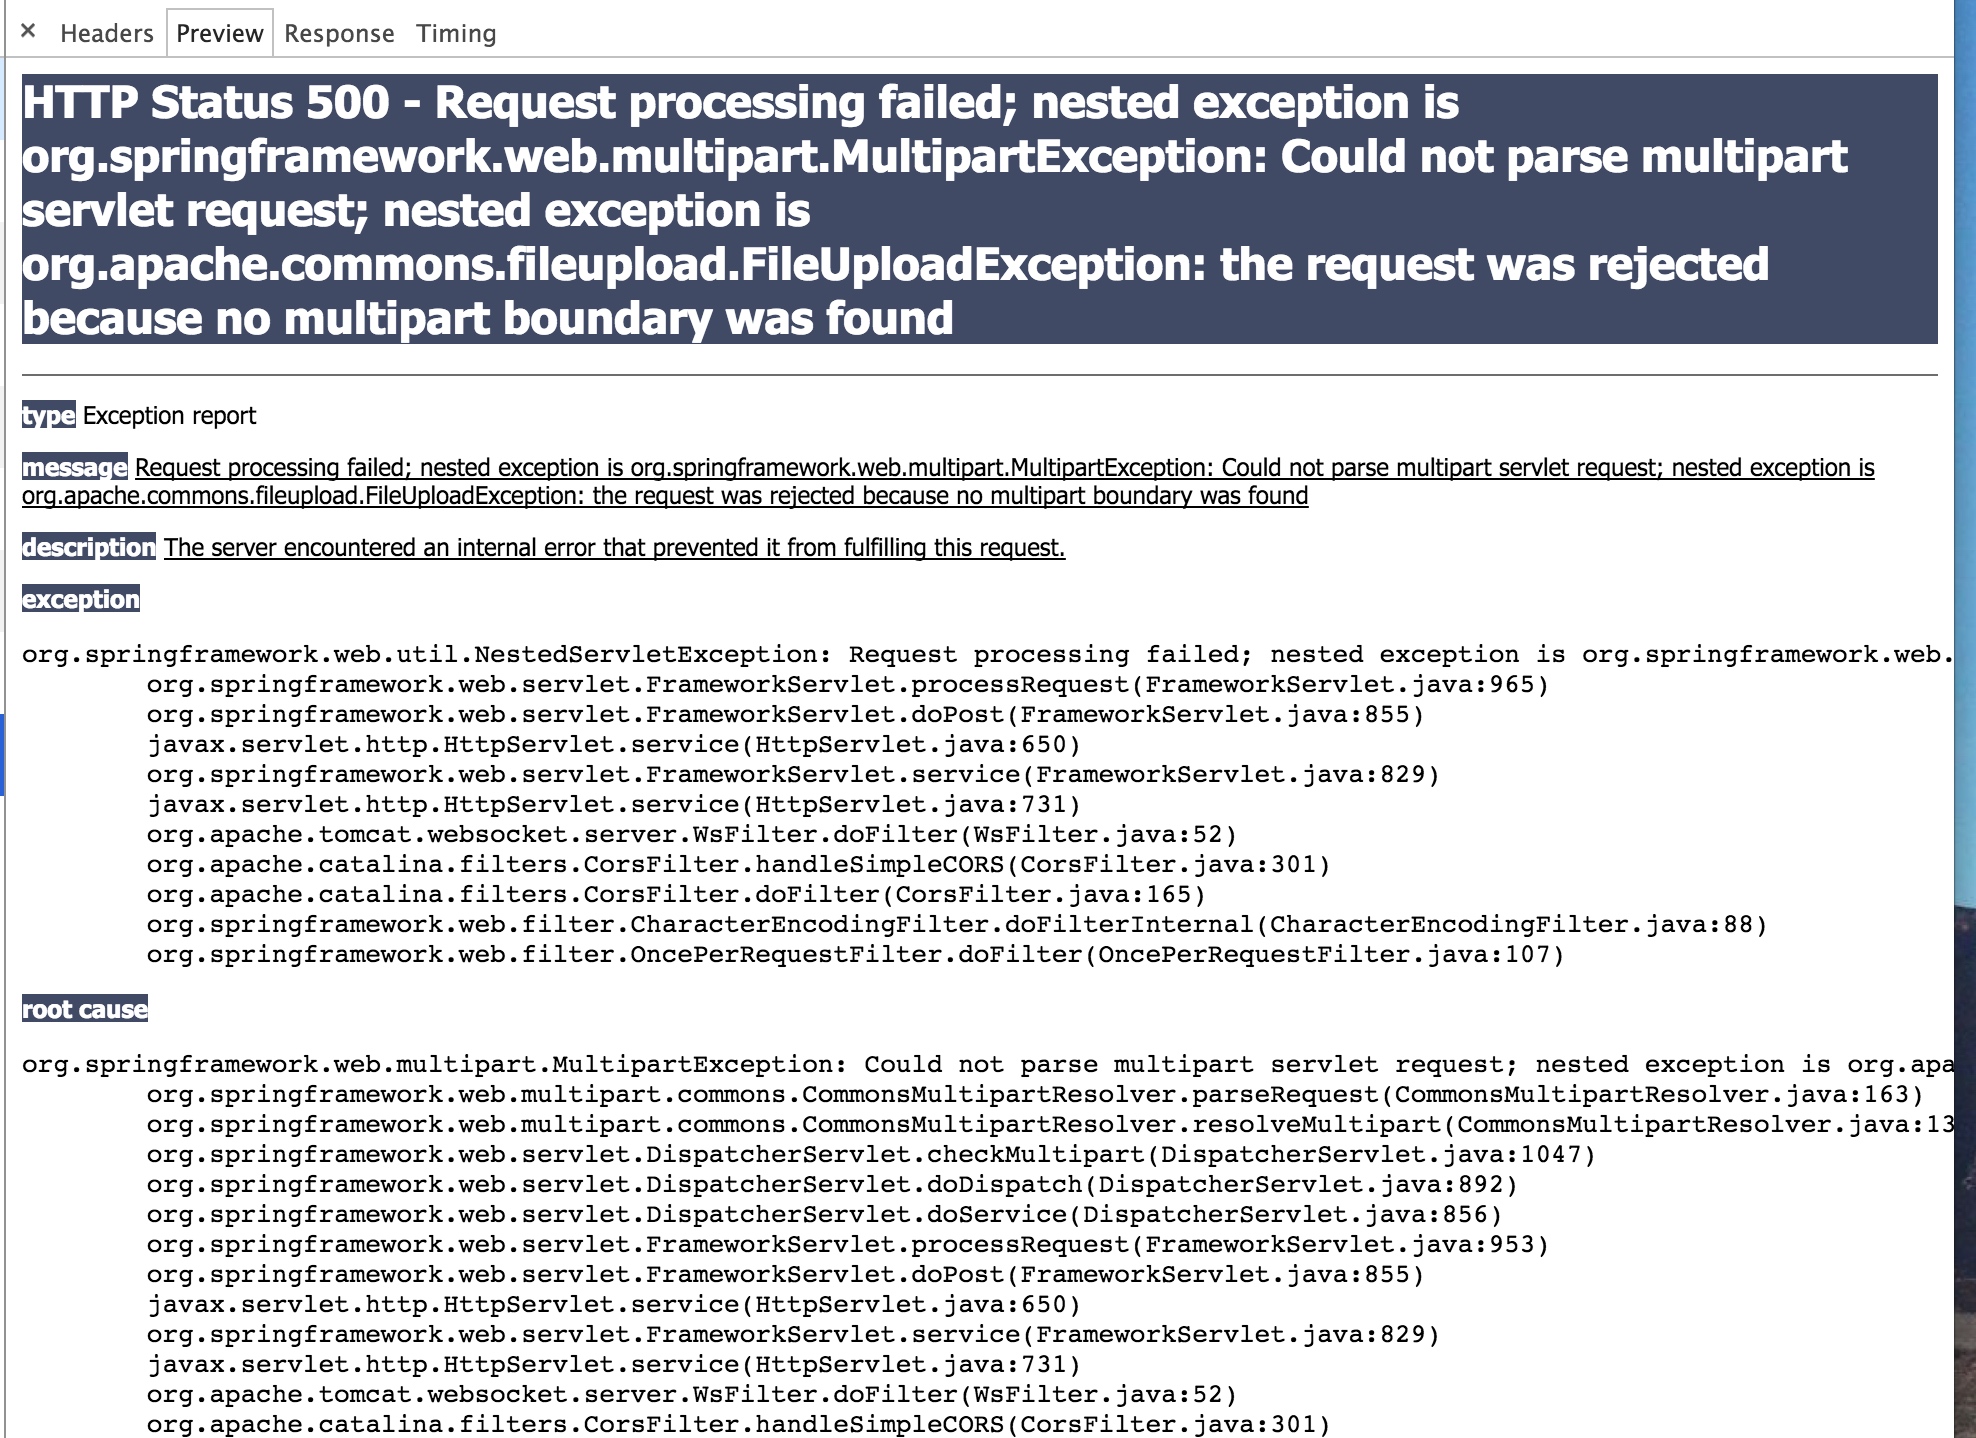 × Headers Preview Response Timing
HTTP Status 500 - Request processing failed; nested exception is
org.springframework.web.multipart.MultipartException: Could not parse multipart
servlet request; nested exception is
org.apache.commons.fileupload.FileUploadException: the request was rejected
because no multipart boundary was found
type Exception report
message Request processing failed; nested exception is org.springframework.web.multipart.MultipartException: Could not parse multipart servlet request; nested exception is
org.apache.commons.fileupload.FileUploadException: the request was rejected because no multipart boundary was found
description The server encountered an internal error that prevented it from fulfilling this request.
exception
org.springframework.web.util.NestedServletException: Request processing failed; nested exception is org.springframework.web.
org.springframework.web.servlet.FrameworkServlet.processRequest(FrameworkServlet.java:965)
org.springframework.web.servlet.FrameworkServlet.doPost(FrameworkServlet.java:855)
javax.servlet.http.HttpServlet.service(HttpServlet.java:650)
org.springframework.web.servlet.FrameworkServlet.service(FrameworkServlet.java:829)
javax.servlet.http.HttpServlet.service(HttpServlet.java:731)
org.apache.tomcat.websocket.server.WsFilter.doFilter(WsFilter.java:52)
org.apache.catalina.filters.CorsFilter.handleSimpleCORS(CorsFilter.java:301)
org.apache.catalina.filters.CorsFilter.doFilter(CorsFilter.java:165)
org.springframework.web.filter.CharacterEncodingFilter.doFilterInternal(CharacterEncodingFilter.java:88)
org.springframework.web.filter.OncePerRequestFilter.doFilter(OncePerRequestFilter.java:107)
root cause
org.springframework.web.multipart.MultipartException: Could not parse multipart servlet request; nested exception is org.apa
org.springframework.web.multipart.commons.CommonsMultipartResolver.parseRequest(CommonsMultipartResolver.java:163)
org.springframework.web.multipart.commons.CommonsMultipartResolver.resolveMultipart(CommonsMultipartResolver.java:13
org.springframework.web.servlet.DispatcherServlet.checkMultipart(DispatcherServlet.java:1047)
org.springframework.web.servlet.DispatcherServlet.doDispatch(DispatcherServlet.java:892)
org.springframework.web.servlet.DispatcherServlet.doService(DispatcherServlet.java:856)
org.springframework.web.servlet.FrameworkServlet.processRequest(FrameworkServlet.java:953)
org.springframework.web.servlet.FrameworkServlet.doPost(FrameworkServlet.java:855)
javax.servlet.http.HttpServlet.service(HttpServlet.java:650)
org.springframework.web.servlet.FrameworkServlet.service(FrameworkServlet.java:829)
javax.servlet.http.HttpServlet.service(HttpServlet.java:731)
org.apache.tomcat.websocket.server.WsFilter.doFilter(WsFilter.java:52)
org.apache.catalina.filters.CorsFilter.handleSimpleCORS(CorsFilter.java:301)